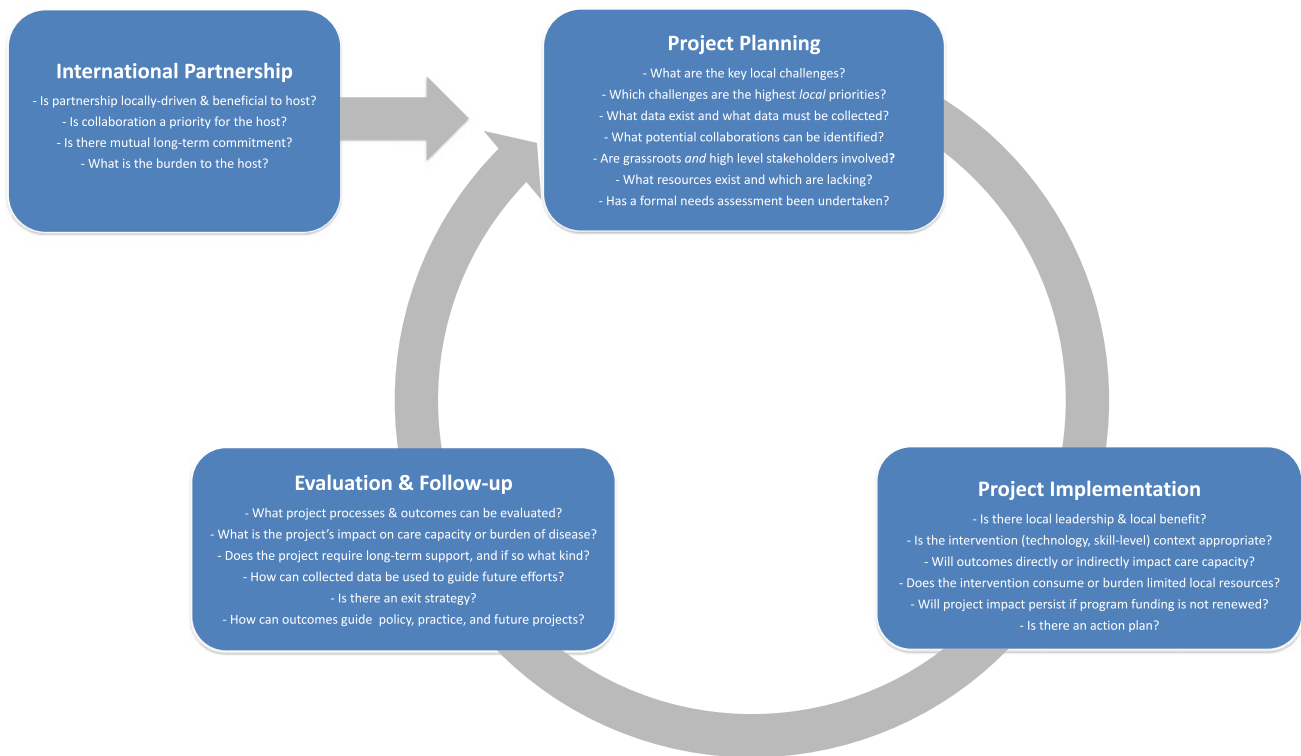 International Partnership
- Is partnership locally-driven & beneficial to host?
- Is collaboration a priority for the host?
- Is there mutual long-term commitment?
- What is the burden to the host?
Project Planning
- What are the key local challenges?
- Which challenges are the highest local priorities?
- What data exist and what data must be collected?
- What potential collaborations can be identified?
- Are grassroots and high level stakeholders involved?
- What resources exist and which are lacking?
- Has a formal needs assessment been undertaken?
Evaluation & Follow-up
- What project processes & outcomes can be evaluated?
- What is the project's impact on care capacity or burden of disease?
- Does the project require long-term support, and if so what kind?
- How can collected data be used to guide future efforts?
- Is there an exit strategy?
- How can outcomes guide  policy, practice, and future projects?
Project Implementation
- Is there local leadership & local benefit?
- Is the intervention (technology, skill-level) context appropriate?
- Will outcomes directly or indirectly impact care capacity?
- Does the intervention consume or burden limited local resources?
- Will project impact persist if program funding is not renewed?
- Is there an action plan?